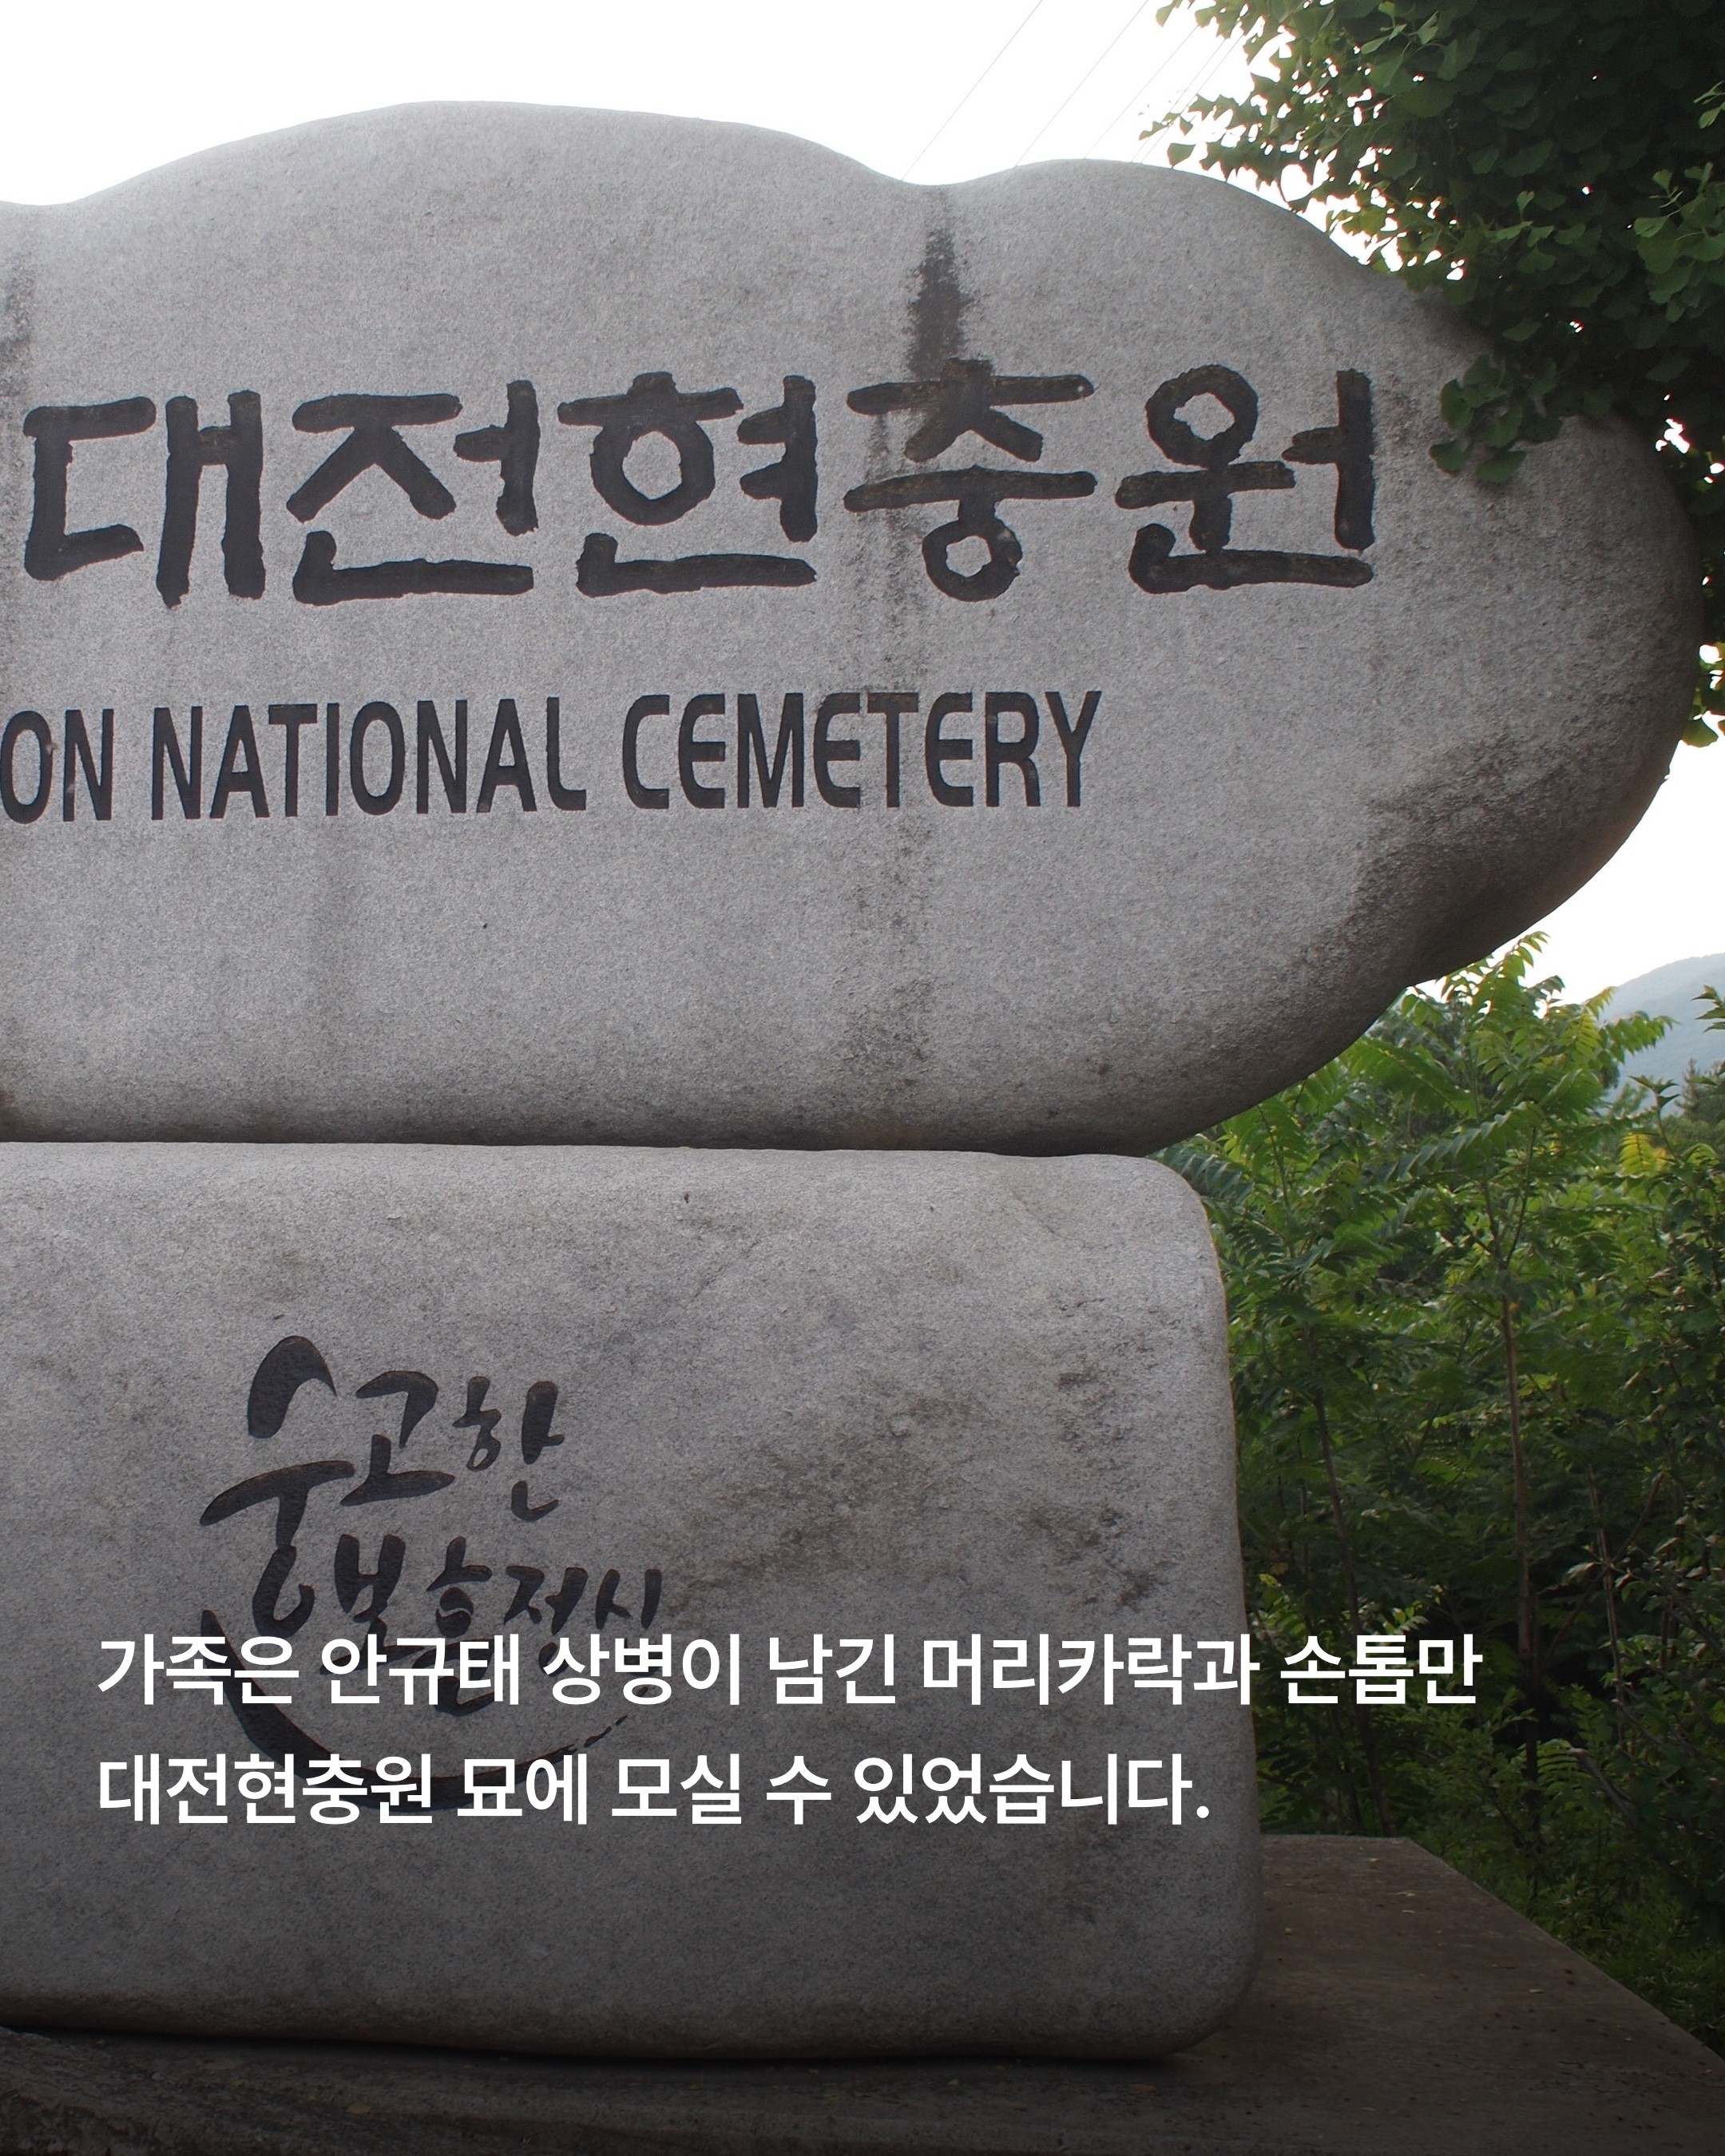 대전현충원
ON NATIONAL CEMETERY
숭고한
가족은 안규태 상병이 남긴 머리카락과 손톱만
대전현충원 묘에 모실 수 있었습니다.